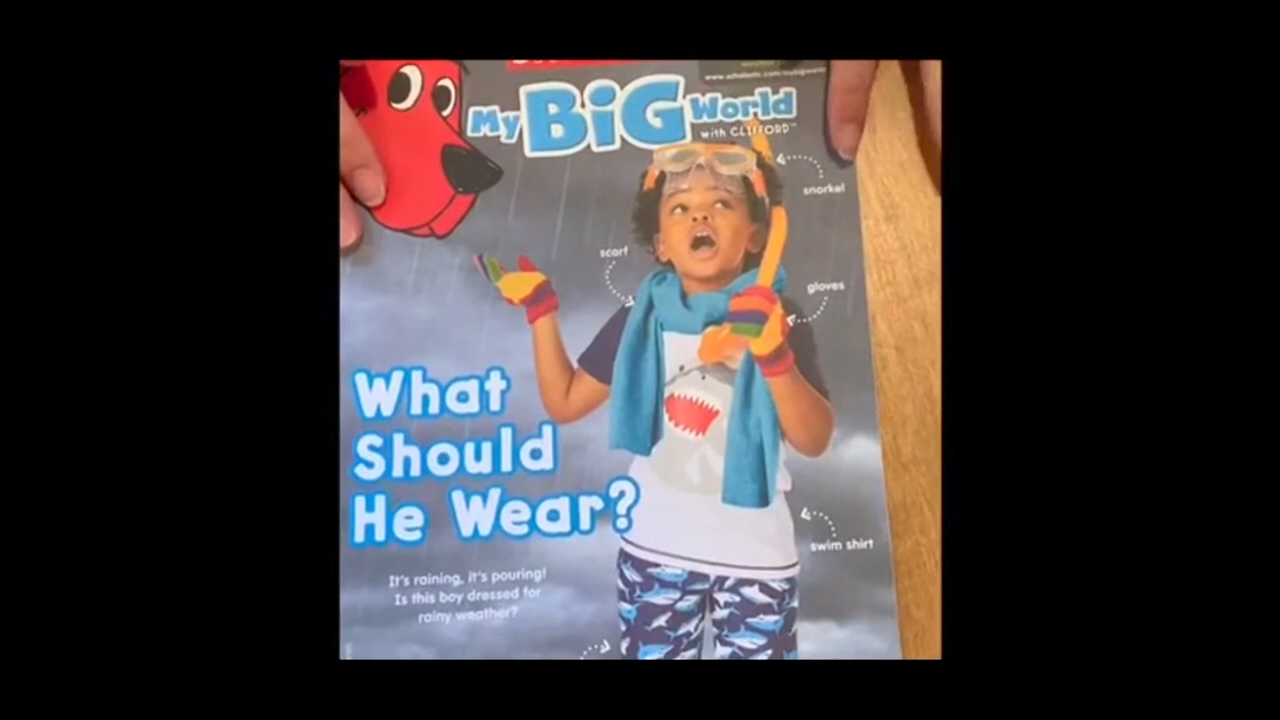 www.scholastic.com/mybigworld
My BiG World
with CLIFFORD™
snorkel
scarf
gloves
What
Should
He Wear?
swim shirt
It's raining, it's pouring!
Is this boy dressed for
rainy weather?